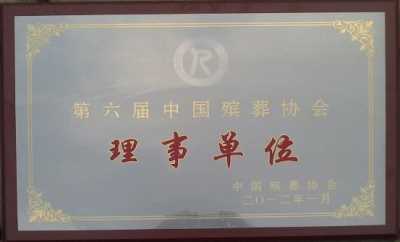 第六届中国殡葬协会
理事单位
中国殡葬协会
二〇一二年一月